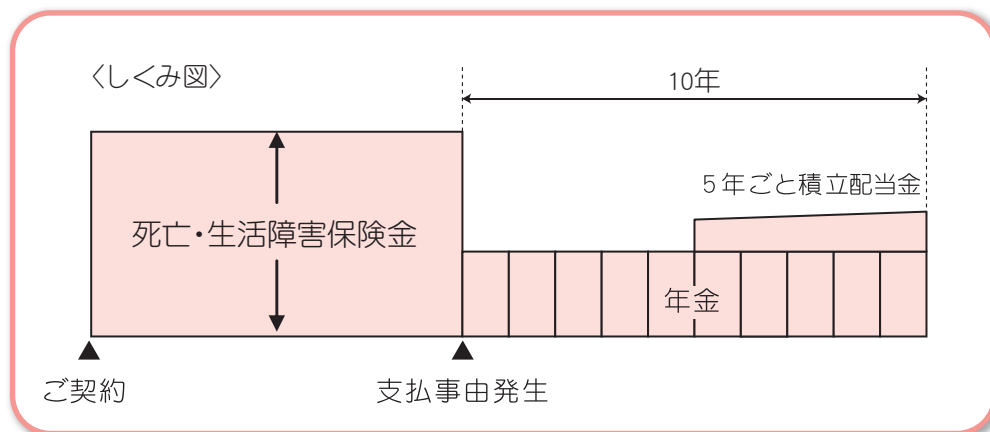 〈しくみ図〉
10年
5年ごと積立配当金
死亡・生活障害保険金
年金
ご契約
支払事由発生